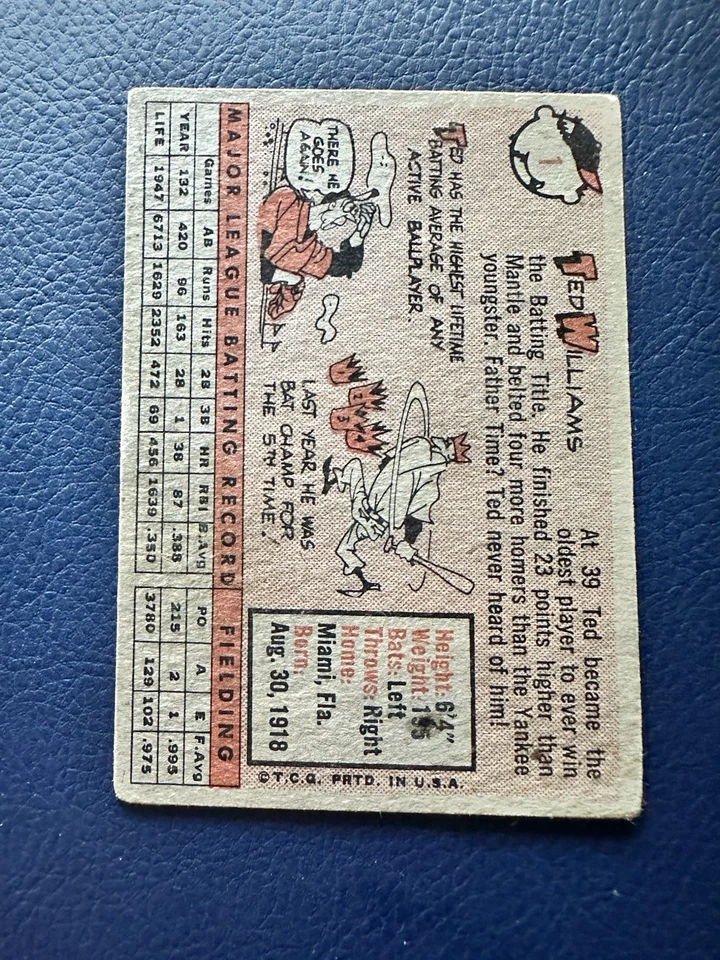 1
TED WILLIAMS
At 39 Ted became the
oldest player to ever win
the Batting Title. He finished 23 points higher than
Mantle and belted four more homers than the Yankee
youngster. Father Time? Ted never heard of him!
TED HAS THE HIGHEST LIFETIME
BATTING AVERAGE OF ANY
ACTIVE BALLPLAYER.
THERE HE
GOES
AGAIN!
1
2
3
4
LAST YEAR HE WAS
BAT CHAMP FOR
THE 5TH TIME!
Height: 6'4"
Weight:
Bats: Left
Throws: Right
Home:
Miami, Fla.
Born:
Aug. 30, 1918
©T.C.G. PRTD. IN U.S.A.
MAJOR LEAGUE BATTING RECORD FIELDING
Games AB Runs Hits 2B 3B HR RBI B.Avg PO A E F.Avg
YEAR 132 420 96 163 28 1 38 87 .388 215 2 1 .995
LIFE 1947 6713 1629 2352 472 69 456 1639 .350 3780 129 102 .975